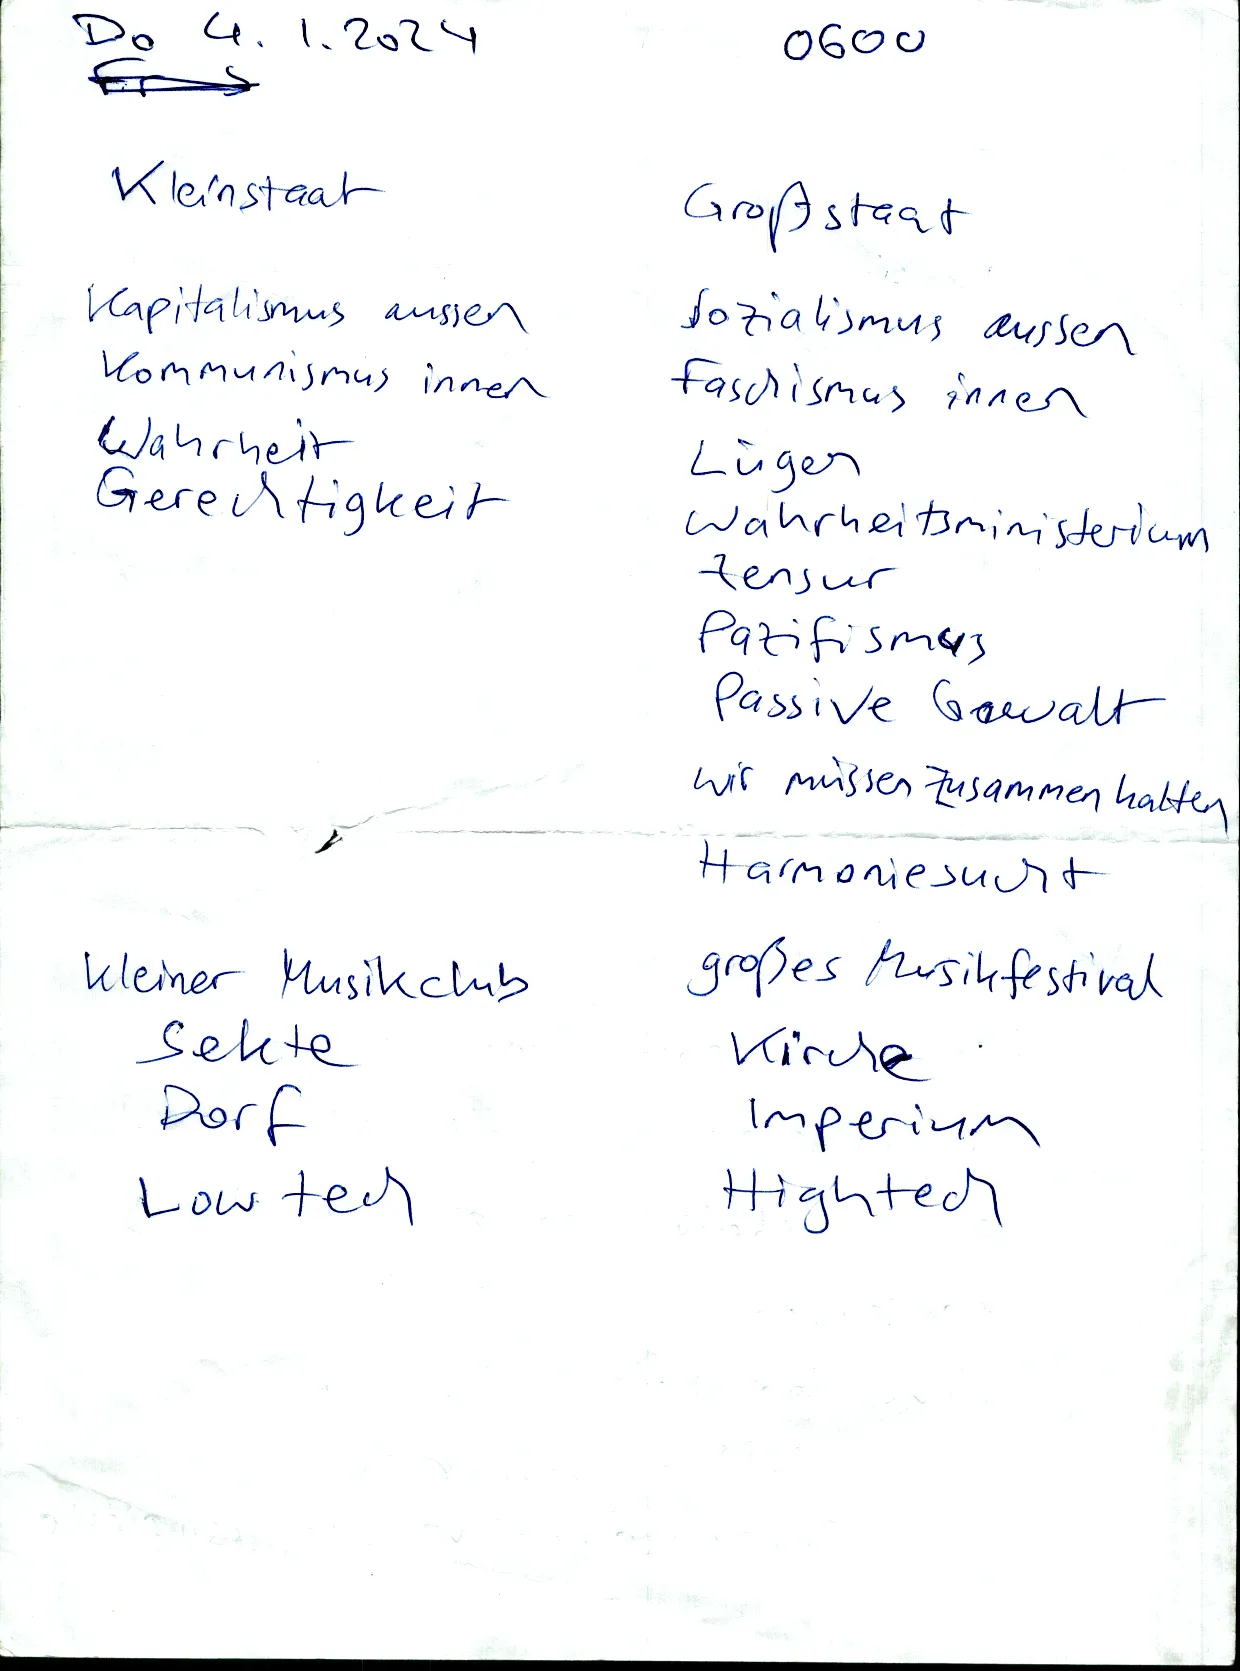 Do 4. 1. 2024 0600
Kleinstaat
Großstaat
Kapitalismus aussen
Sozialismus aussen
Kommunismus innen
Faschismus innen
Wahrheit
Lügen
Gerechtigkeit
Wahrheitsministerium
Zensur
Pazifismus
Passive Gewalt
Wir müssen zusammen halten
Harmoniesucht
kleiner Musikclub
großes Musikfestival
Sekte
Kirche
Dorf
Imperium
Low tech
Hightech